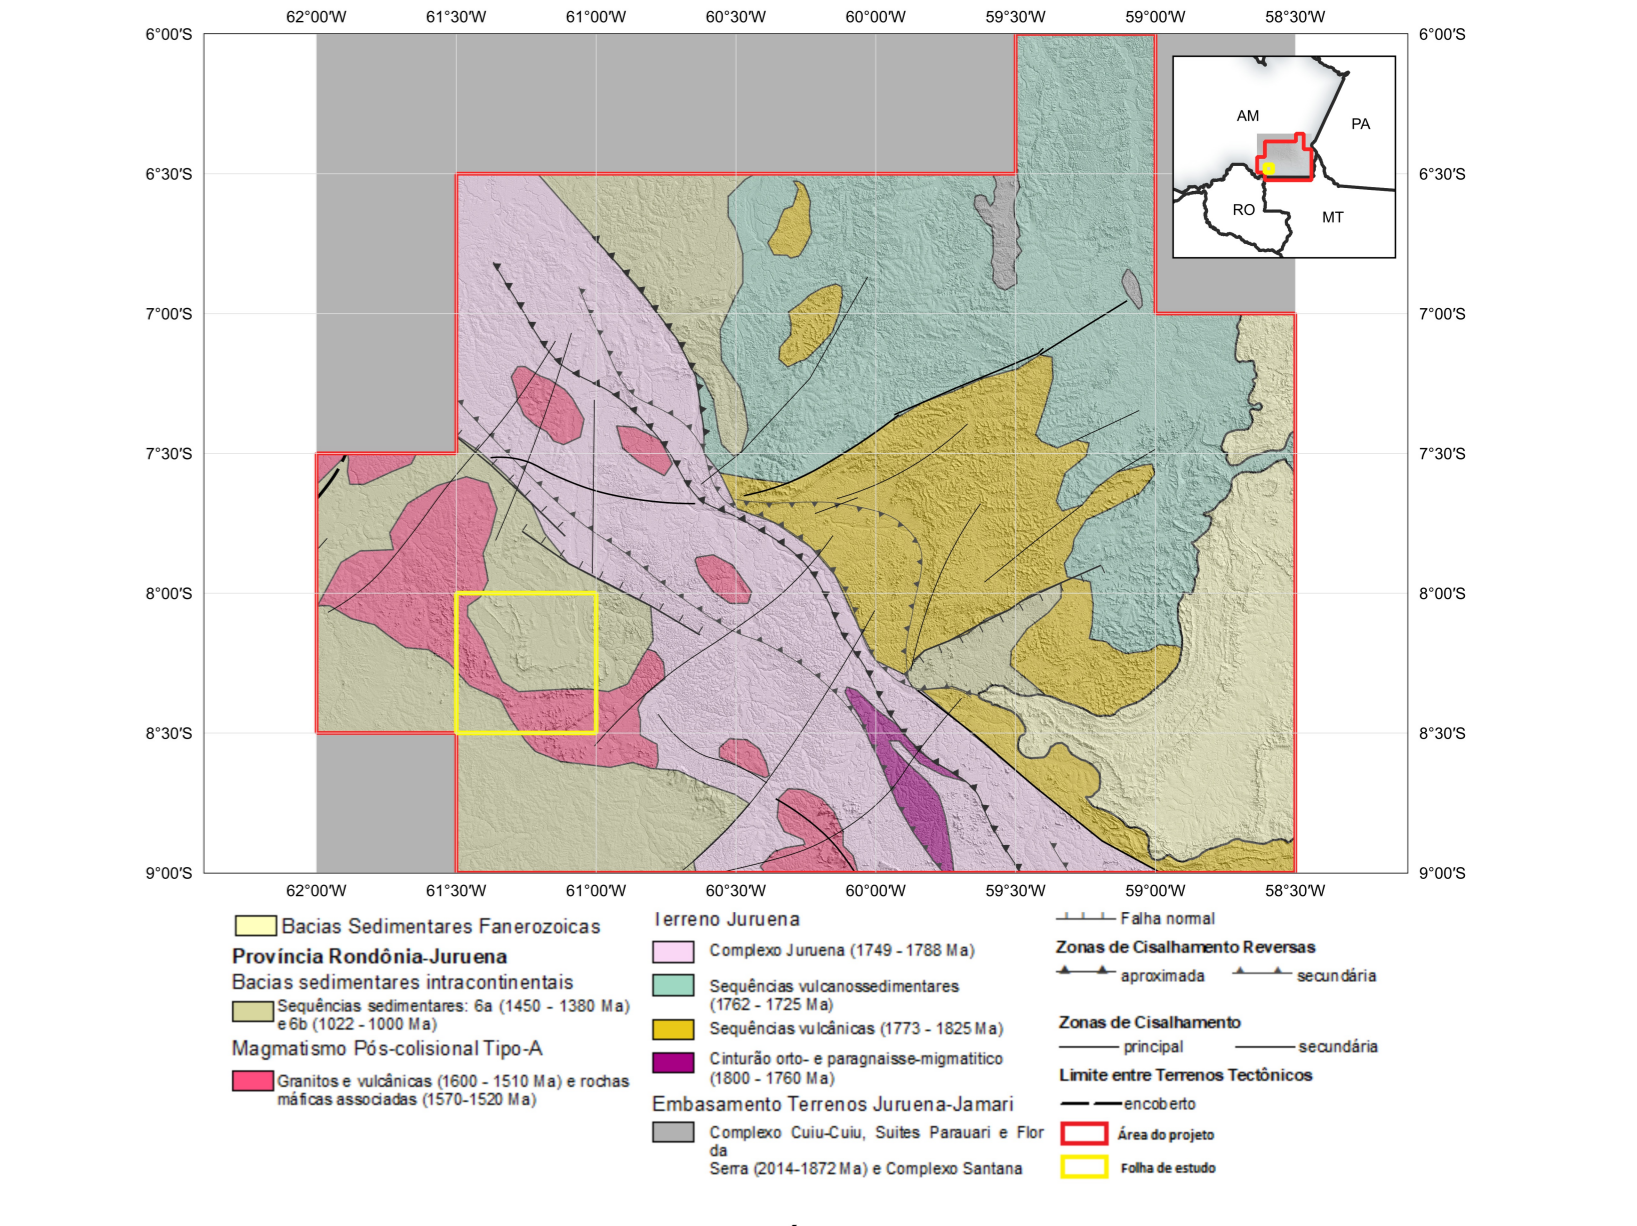 62°00'W 61°30'W 61°00'W 60°30'W 60°00'W 59°30'W 59°00'W 58°30'W
6°00'S 6°00'S
AM
PA
6°30'S 6°30'S
RO
MT
7°00'S 7°00'S
7°30'S 7°30'S
8°00'S 8°00'S
8°30'S 8°30'S
9°00'S 9°00'S
62°00'W 61°30'W 61°00'W 60°30'W 60°00'W 59°30'W 59°00'W 58°30'W
Bacias Sedimentares Fanerozoicas
Província Rondônia-Juruena
Bacias sedimentares intracontinentais
Sequências sedimentares: 6a (1450 - 1380 Ma)
e 6b (1022 - 1000 Ma)
Magmatismo Pós-colisional Tipo-A
Granitos e vulcânicas (1600 - 1510 Ma) e rochas
máficas associadas (1570-1520 Ma)
Terreno Juruena
Complexo Juruena (1749 - 1788 Ma)
Sequências vulcanossedimentares
(1762 - 1725 Ma)
Sequências vulcânicas (1773 - 1825 Ma)
Cinturão orto- e paragnaisse-migmatitico
(1800 - 1760 Ma)
Embasamento Terrenos Juruena-Jamari
Complexo Cuiu-Cuiu, Suites Parauari e Flor
da
Serra (2014-1872 Ma) e Complexo Santana
Falha normal
Zonas de Cisalhamento Reversas
aproximada secundária
Zonas de Cisalhamento
principal secundária
Limite entre Terrenos Tectônicos
encoberto
Área do projeto
Folha de estudo